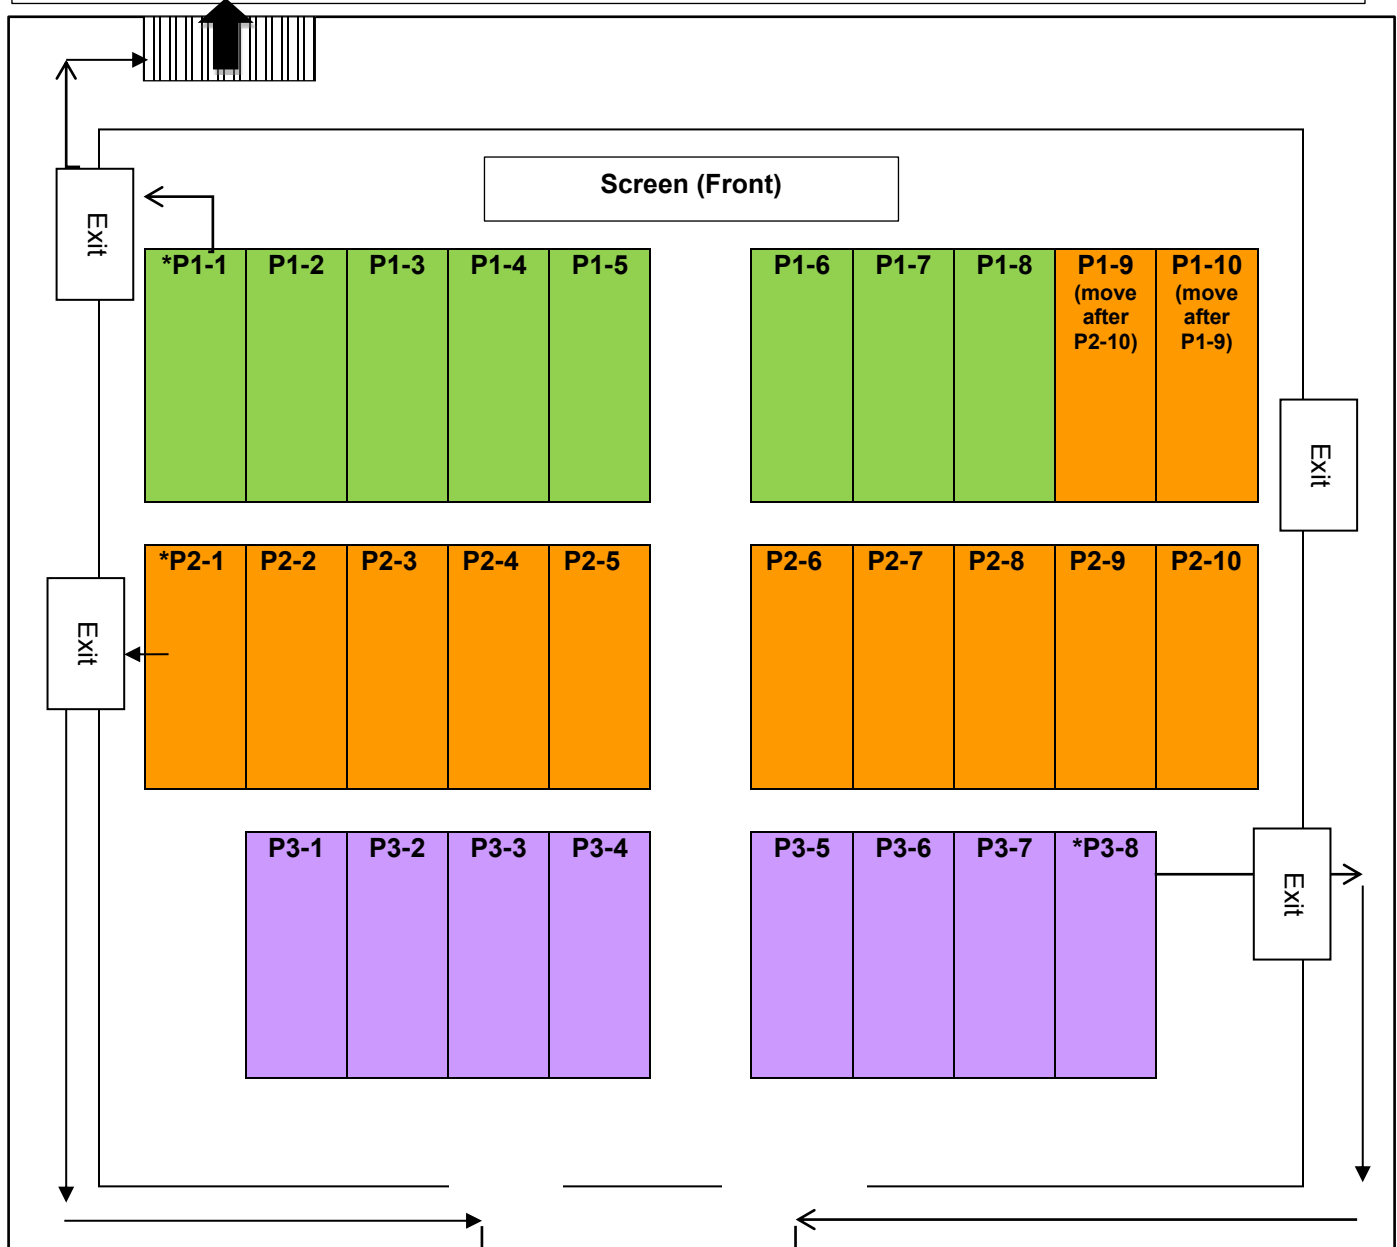 Screen (Front)
Exit
*P1-1 P1-2 P1-3 P1-4 P1-5 P1-6 P1-7 P1-8 P1-9 P1-10
(move (move
after after
P2-10) P1-9)
Exit
*P2-1 P2-2 P2-3 P2-4 P2-5 P2-6 P2-7 P2-8 P2-9 P2-10
Exit
P3-1 P3-2 P3-3 P3-4 P3-5 P3-6 P3-7 *P3-8
Exit